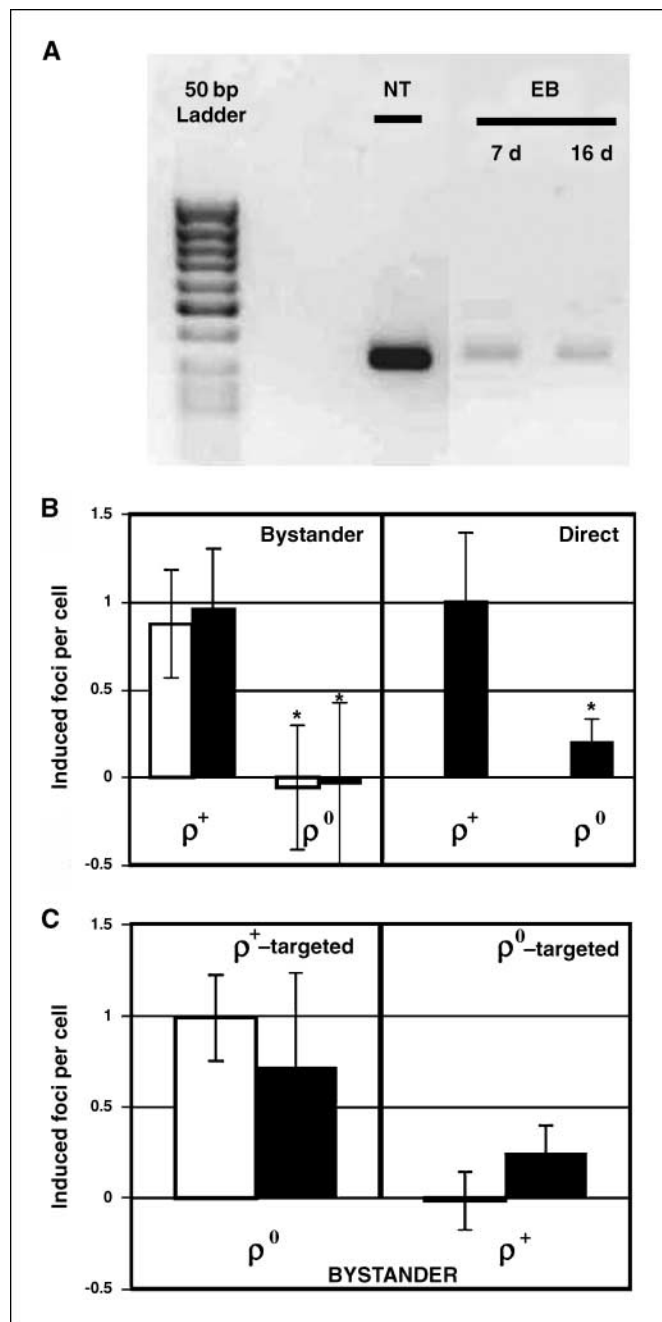 A
50 bp
Ladder
NT
EB
7 d
16 d
B
Induced foci per cell
1.5
1
0.5
0
-0.5
Bystander
Direct
*
*
*
ρ⁺
ρ⁰
ρ⁺
ρ⁰
C
Induced foci per cell
1.5
1
0.5
0
-0.5
ρ⁺–targeted
ρ⁰–targeted
ρ⁰
ρ⁺
BYSTANDER